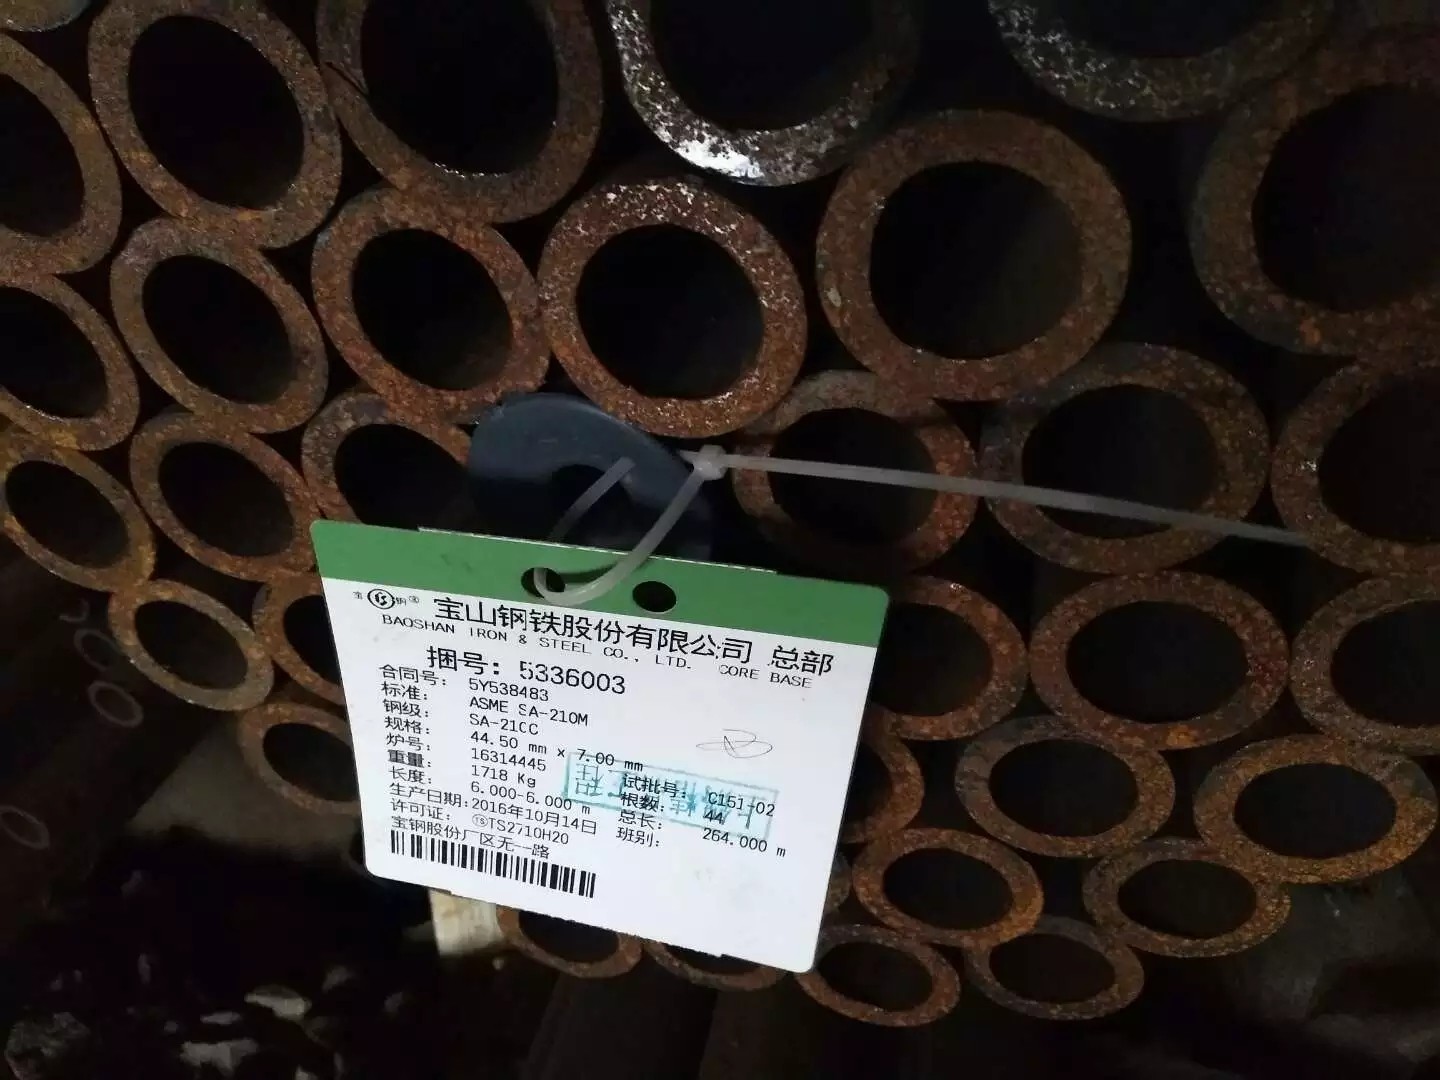 宝山钢铁股份有限公司 总部
BAOSHAN IRON & STEEL CO., LTD. CORE BASE
捆号: 5336003
合同号: 5Y538483
标准: ASME SA-210M
钢级: SA-210C
规格: 44.50 mm x 7.00 mm
炉号: 16314445 试批号: C151-02
重量: 1718 Kg 根数: 44
长度: 6.000-6.000 m 总长: 264.000 m
生产日期: 2016年10月14日 班别:
许可证: TS TS2710H20
宝钢股份厂区无一路